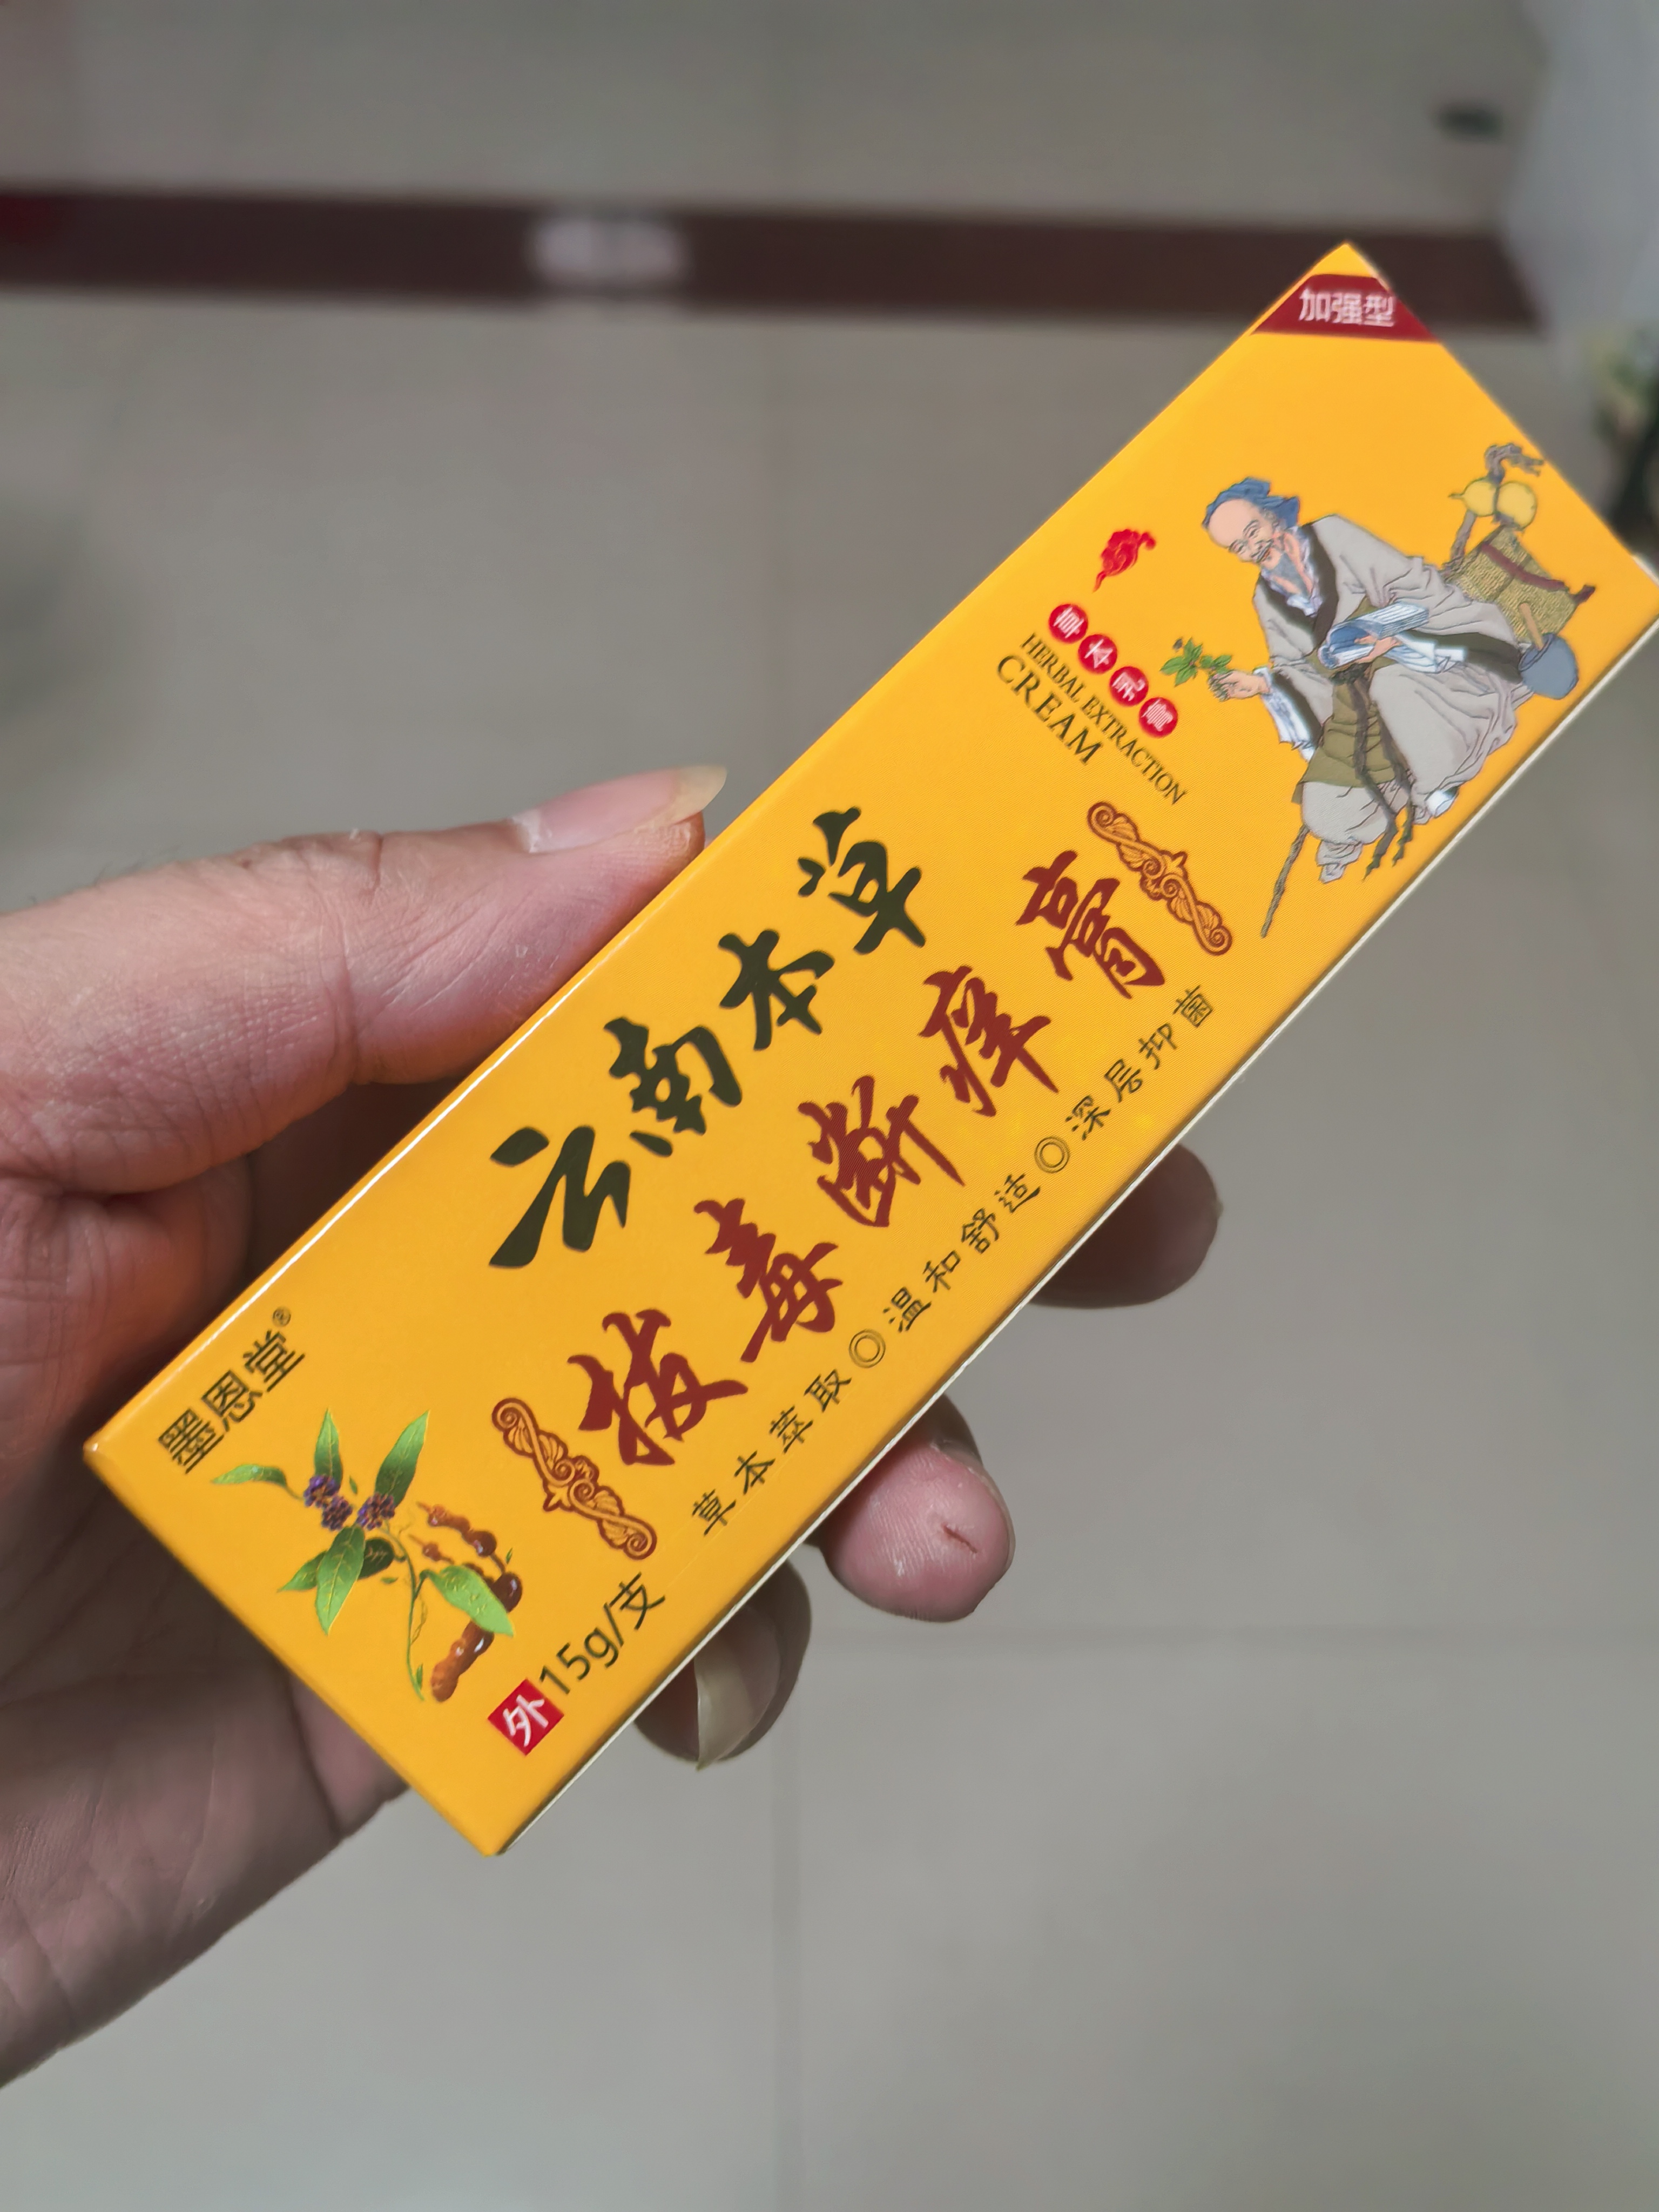 加强型
草本乳膏
HERBAL EXTRACTION
CREAM
云南本草
拔毒断痒膏
草本萃取◎温和舒适◎深层抑菌
墨恩堂®
外 15g/支